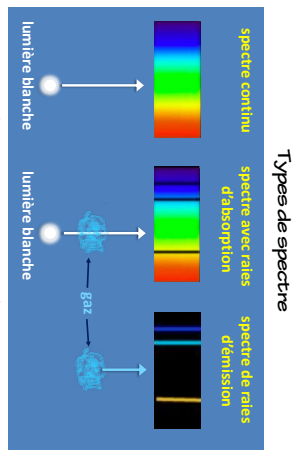 Types de spectre
spectre continu
lumière blanche
spectre avec raies
d'absorption
lumière blanche
gaz
spectre de raies
d'émission